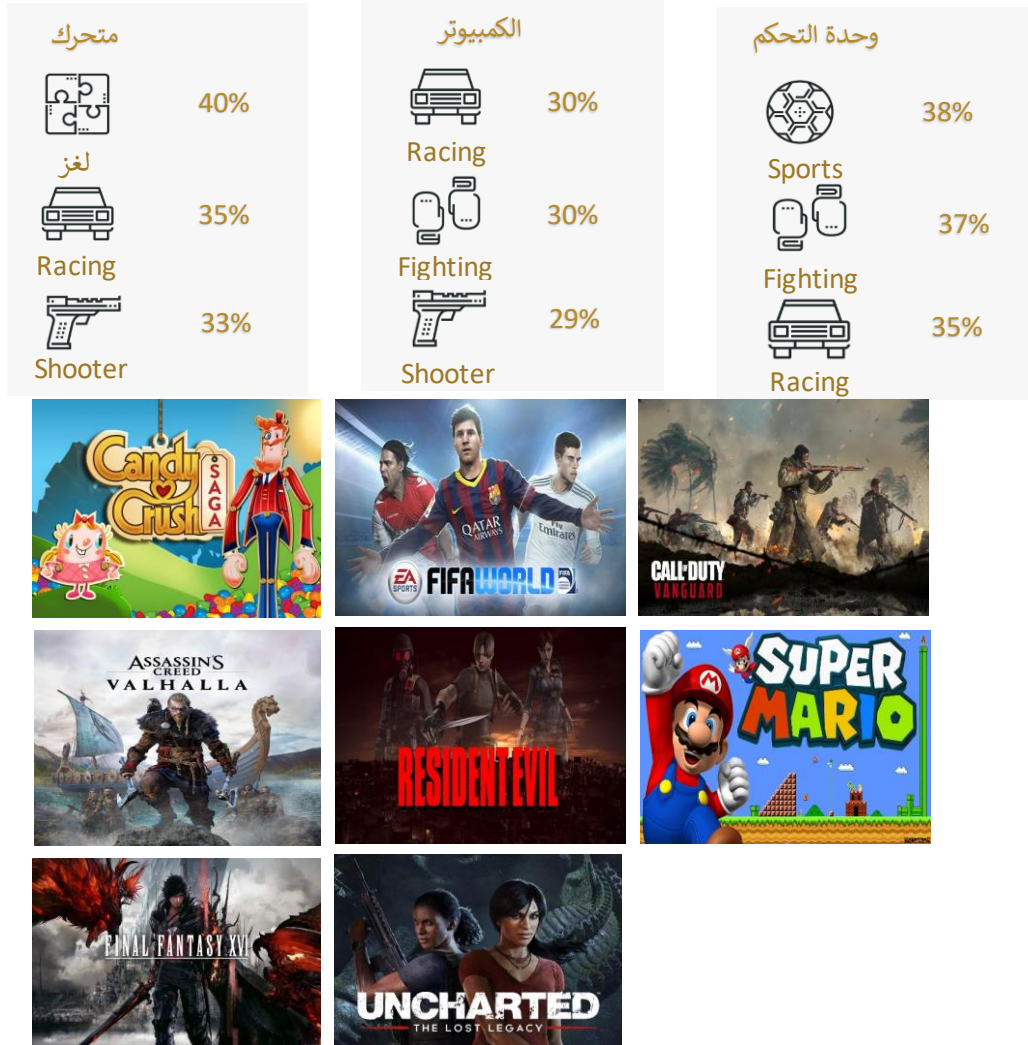 متحرك
40%
لغز
35%
Racing
33%
Shooter
الكمبيوتر
30%
Racing
30%
Fighting
29%
Shooter
وحدة التحكم
38%
Sports
37%
Fighting
35%
Racing
Candy
Crush
SAGA
QATAR
AIRWAYS
Fly
Emirates
EA
SPORTS
FIFA WORLD
FIFA
CALL OF DUTY
VANGUARD
ASSASSIN'S
CREED
VALHALLA
RESIDENT EVIL
SUPER
MARIO
M
FINAL FANTASY XVI
UNCHARTED
THE LOST LEGACY